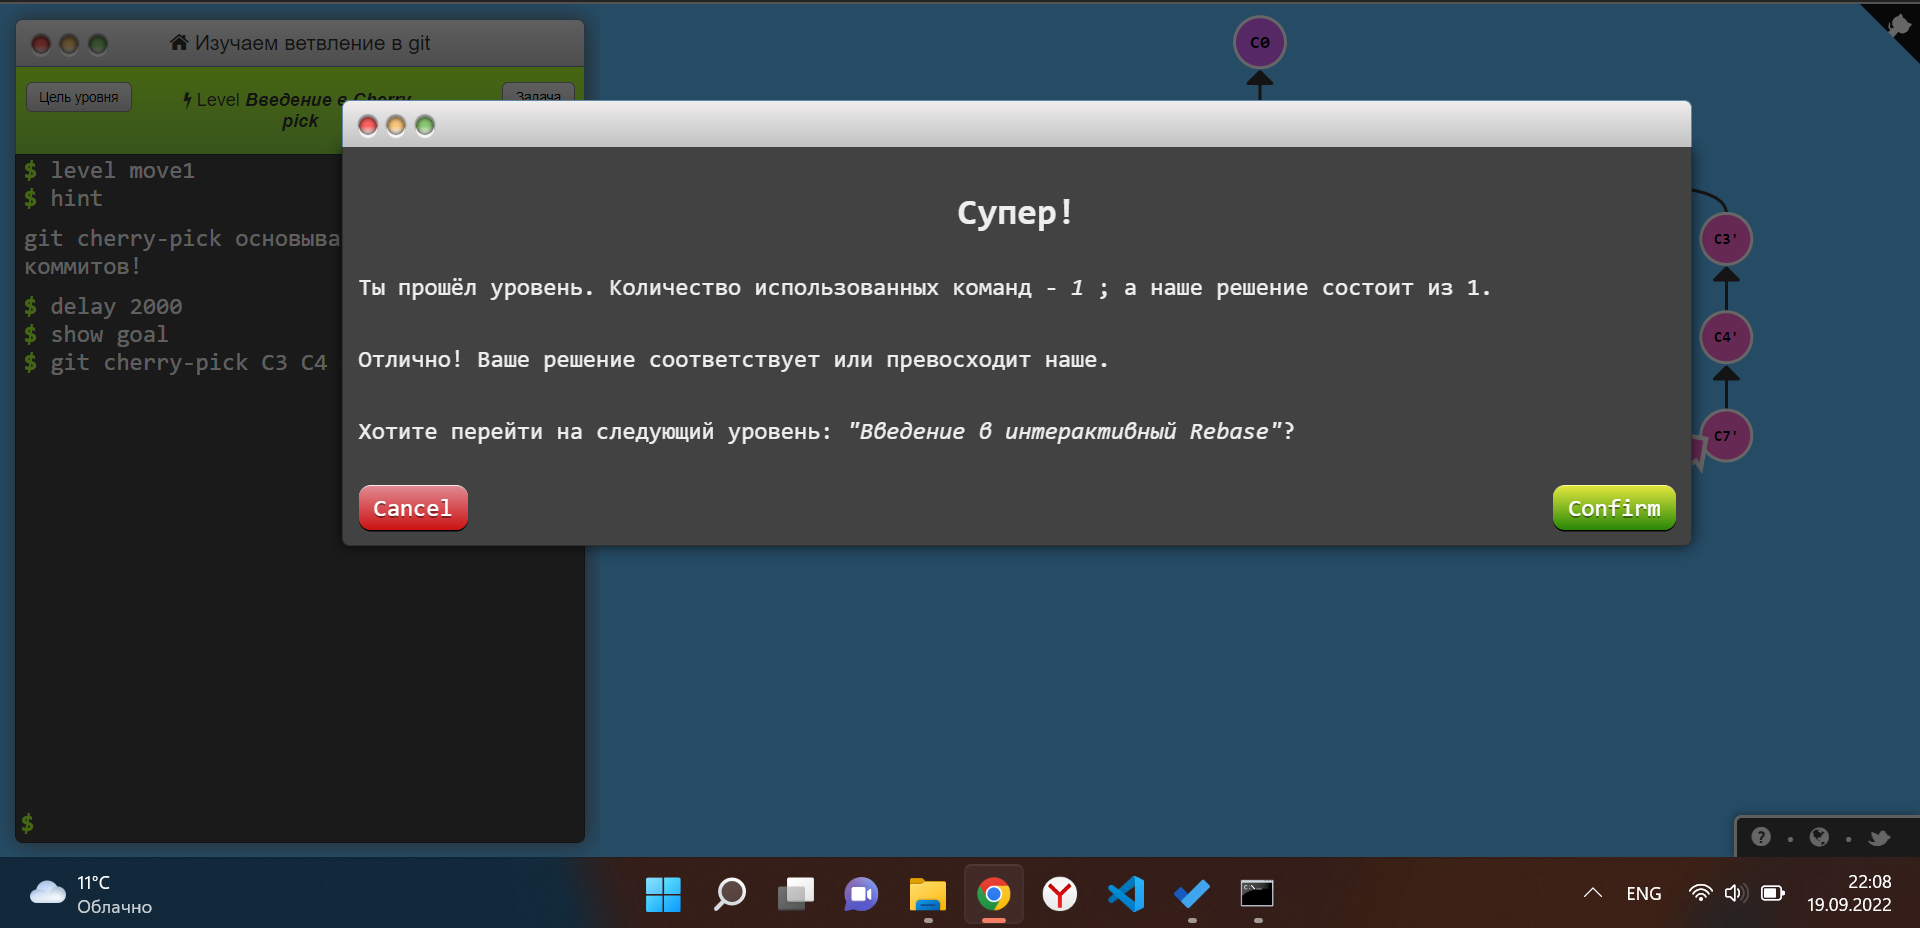 Изучаем ветвление в git
Цель уровня
Level Введение в Cherry
pick
Задача
$ level move1
$ hint
git cherry-pick основыва
коммитов!
$ delay 2000
$ show goal
$ git cherry-pick C3 C4
$
C0
Супер!
Ты прошёл уровень. Количество использованных команд - 1 ; а наше решение состоит из 1.
Отлично! Ваше решение соответствует или превосходит наше.
Хотите перейти на следующий уровень: "Введение в интерактивный Rebase"?
Cancel
Confirm
C3'
C4'
C7'
11°C
Облачно
ENG
22:08
19.09.2022